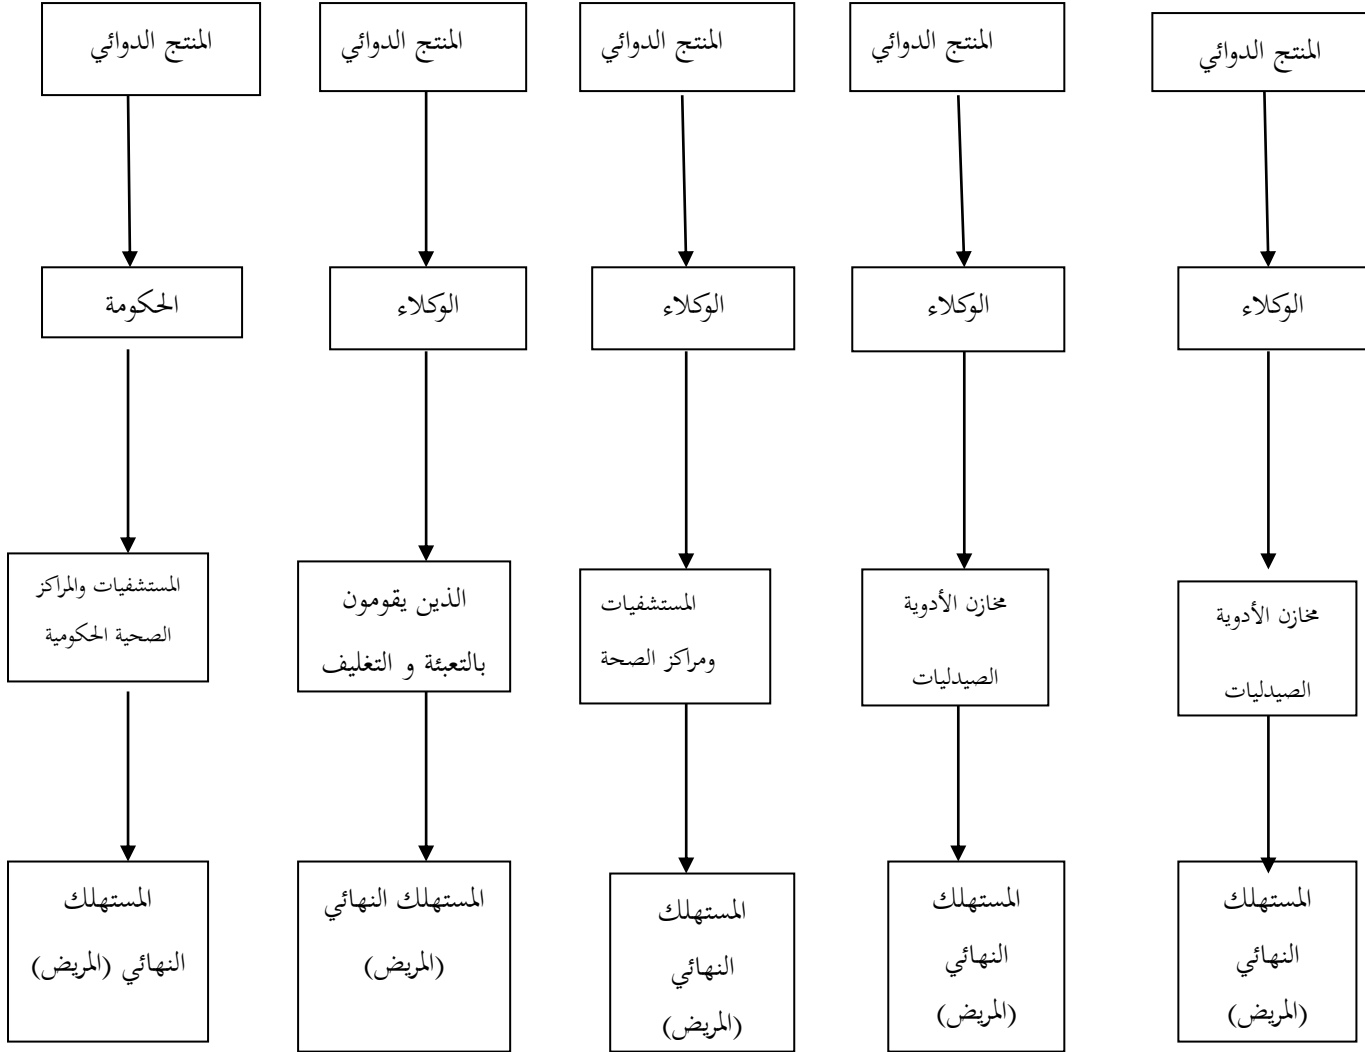 المنتج الدوائي
المنتج الدوائي
المنتج الدوائي
المنتج الدوائي
المنتج الدوائي
الوكلاء
الوكلاء
الوكلاء
الوكلاء
الحكومة
مخازن الأدوية
الصيدليات
مخازن الأدوية
الصيدليات
المستشفيات
ومراكز الصحة
الذين يقومون
بالتعبئة و التغليف
المستشفيات والمراكز
الصحية الحكومية
المستهلك
النهائي
(المريض)
المستهلك
النهائي
(المريض)
المستهلك
النهائي
(المريض)
المستهلك النهائي
(المريض)
المستهلك
النهائي (المريض)